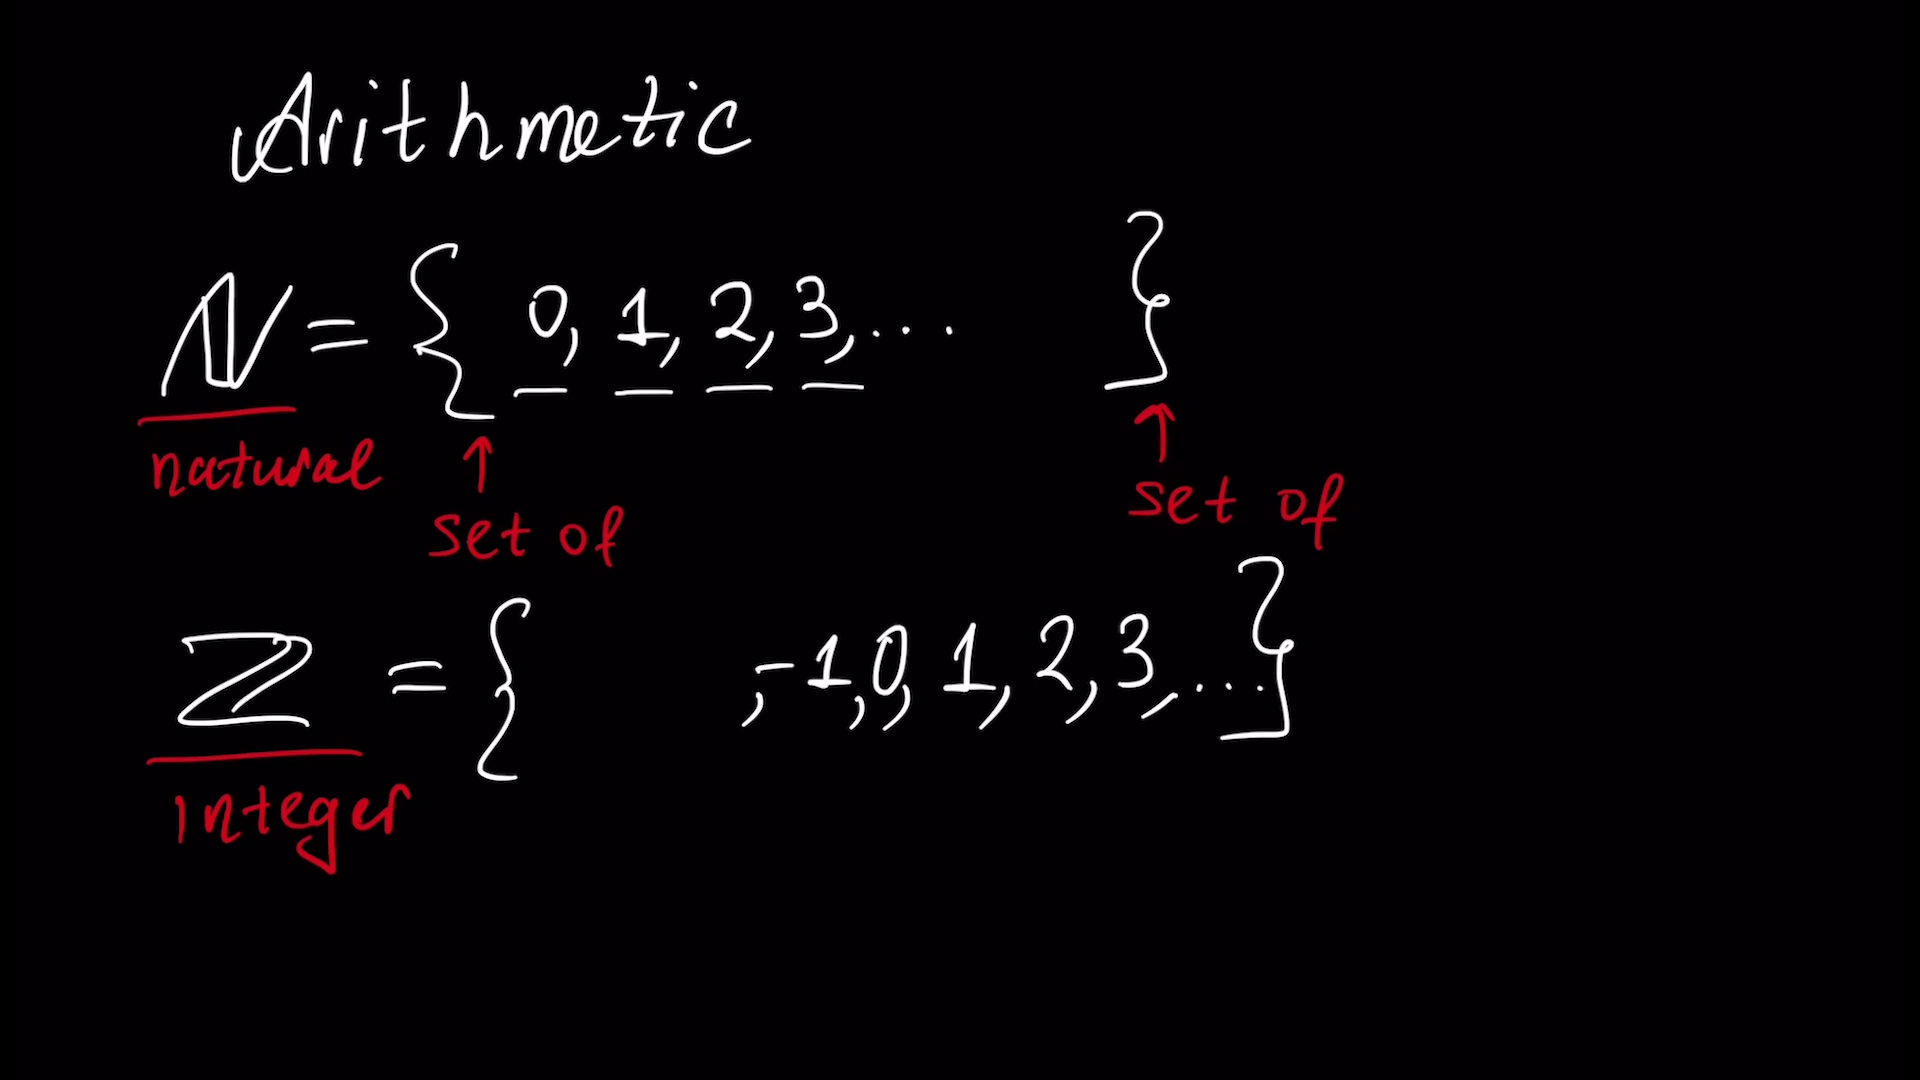 Arithmetic
ℕ = { 0, 1, 2, 3, ... }
natural
set of
set of
ℤ = { , -1, 0, 1, 2, 3, ... }
integer